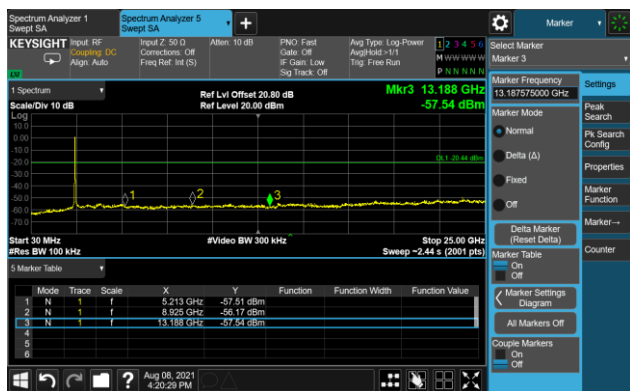 Spectrum Analyzer 1
Swept SA
Spectrum Analyzer 5
Swept SA
Marker
KEYSIGHT Input: RF Input Z: 50 Ω Atten: 10 dB PNO: Fast Avg Type: Log-Power 1 2 3 4 5 6
Coupling: DC Corrections: Off Gate: Off Avg|Hold:>1/1 M W W W W W
Align: Auto Freq Ref: Int (S) IF Gain: Low Trig: Free Run
Sig Track: Off P N N N N N
Select Marker
Marker 3
1 Spectrum
Scale/Div 10 dB
Ref Lvl Offset 20.80 dB
Ref Level 20.00 dBm
Mkr3 13.188 GHz
-57.54 dBm
Log
10.0
0.00
-10.0
-20.0
-30.0
-40.0
-50.0
-60.0
-70.0
DL1 -20.44 dBm
1
2
3
Start 30 MHz #Video BW 300 kHz Stop 25.00 GHz
#Res BW 100 kHz Sweep ~2.44 s (2001 pts)
5 Marker Table
Mode Trace Scale X Y Function Function Width Function Value
1 N 1 f 5.213 GHz -57.51 dBm
2 N 1 f 8.925 GHz -56.17 dBm
3 N 1 f 13.188 GHz -57.54 dBm
4
5
6
Marker Frequency
13.187575000 GHz
Marker Mode
Normal
Delta (Δ)
Fixed
Off
Delta Marker
(Reset Delta)
Marker Table
On
Off
Marker Settings
Diagram
All Markers Off
Couple Markers
On
Off
Settings
Peak
Search
Pk Search
Config
Properties
Marker
Function
Marker→
Counter
Aug 08, 2021
4:20:29 PM